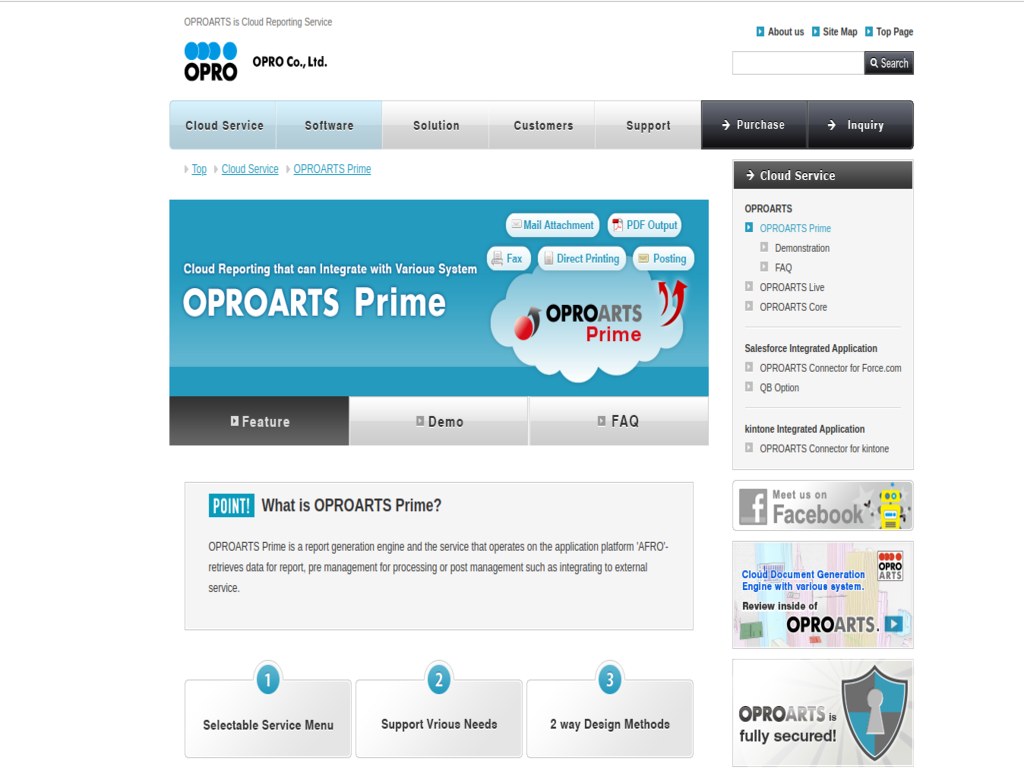 OPROARTS is Cloud Reporting Service
About us
Site Map
Top Page
OPRO
OPRO Co., Ltd.
Search
Cloud Service
Software
Solution
Customers
Support
Purchase
Inquiry
Top
Cloud Service
OPROARTS Prime
Mail Attachment
PDF Output
Fax
Direct Printing
Posting
Cloud Reporting that can Integrate with Various System
OPROARTS Prime
OPROARTS
Prime
Feature
Demo
FAQ
POINT! What is OPROARTS Prime?
OPROARTS Prime is a report generation engine and the service that operates on the application platform 'AFRO'-
retrieves data for report, pre management for processing or post management such as integrating to external
service.
1
Selectable Service Menu
2
Support Vrious Needs
3
2 way Design Methods
Cloud Service
OPROARTS
OPROARTS Prime
Demonstration
FAQ
OPROARTS Live
OPROARTS Core
Salesforce Integrated Application
OPROARTS Connector for Force.com
QB Option
kintone Integrated Application
OPROARTS Connector for kintone
f
Meet us on
Facebook
OPRO
ARTS
Cloud Document Generation
Engine with various system.
Review inside of
OPROARTS.
OPROARTS is
fully secured!